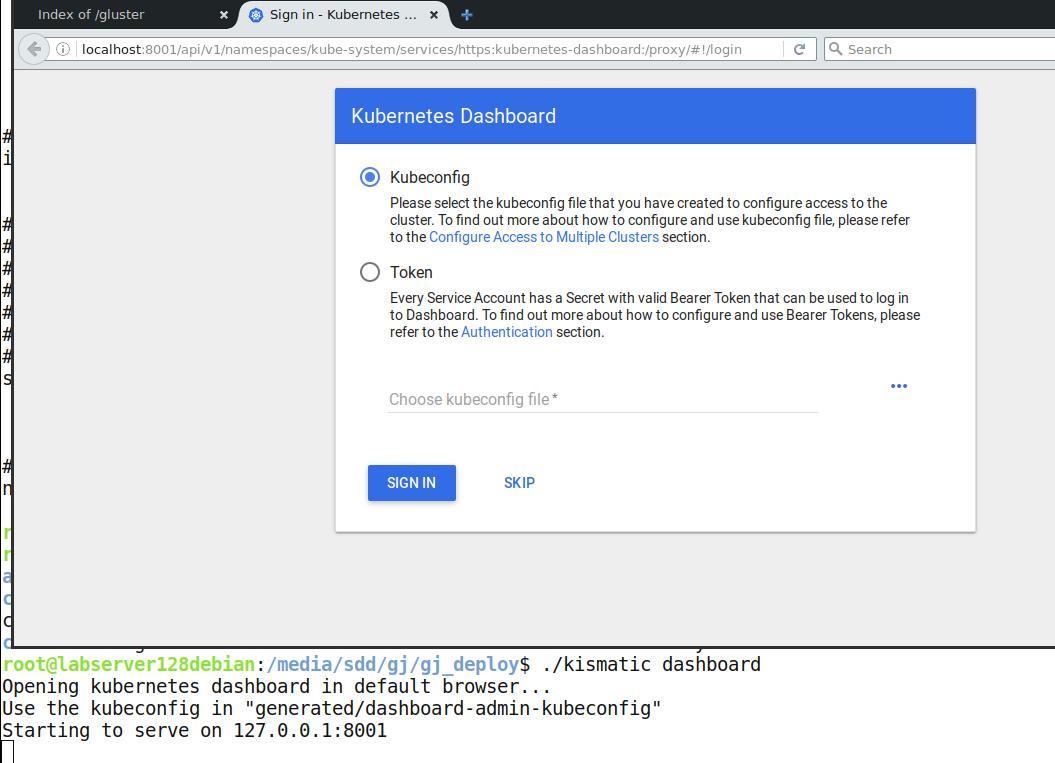 Index of /gluster
Sign in - Kubernetes ...
localhost:8001/api/v1/namespaces/kube-system/services/https:kubernetes-dashboard:/proxy/#!/login
Search
Kubernetes Dashboard
Kubeconfig
Please select the kubeconfig file that you have created to configure access to the
cluster. To find out more about how to configure and use kubeconfig file, please refer
to the Configure Access to Multiple Clusters section.
Token
Every Service Account has a Secret with valid Bearer Token that can be used to log in
to Dashboard. To find out more about how to configure and use Bearer Tokens, please
refer to the Authentication section.
Choose kubeconfig file *
SIGN IN
SKIP
root@labserver128debian:/media/sdd/gj/gj_deploy$ ./kismatic dashboard
Opening kubernetes dashboard in default browser...
Use the kubeconfig in "generated/dashboard-admin-kubeconfig"
Starting to serve on 127.0.0.1:8001